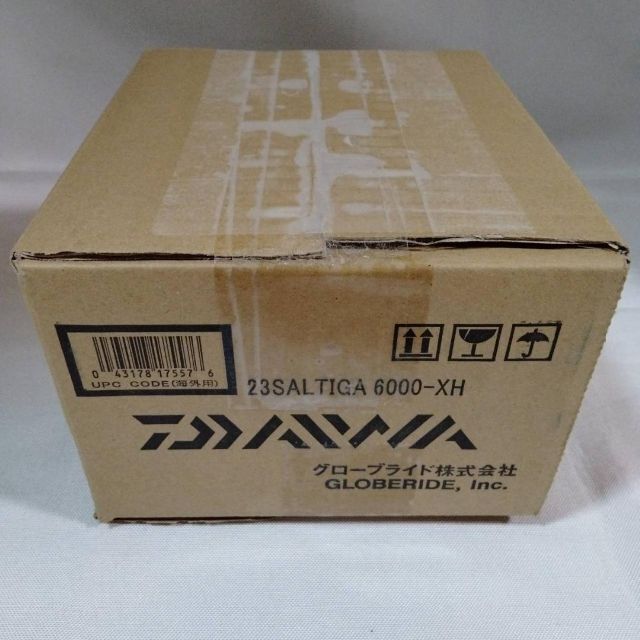 0 43178 17557 6
UPC CODE(海外用)
23SALTIGA 6000-XH
DAIWA
グローブライド株式会社
GLOBERIDE, Inc.